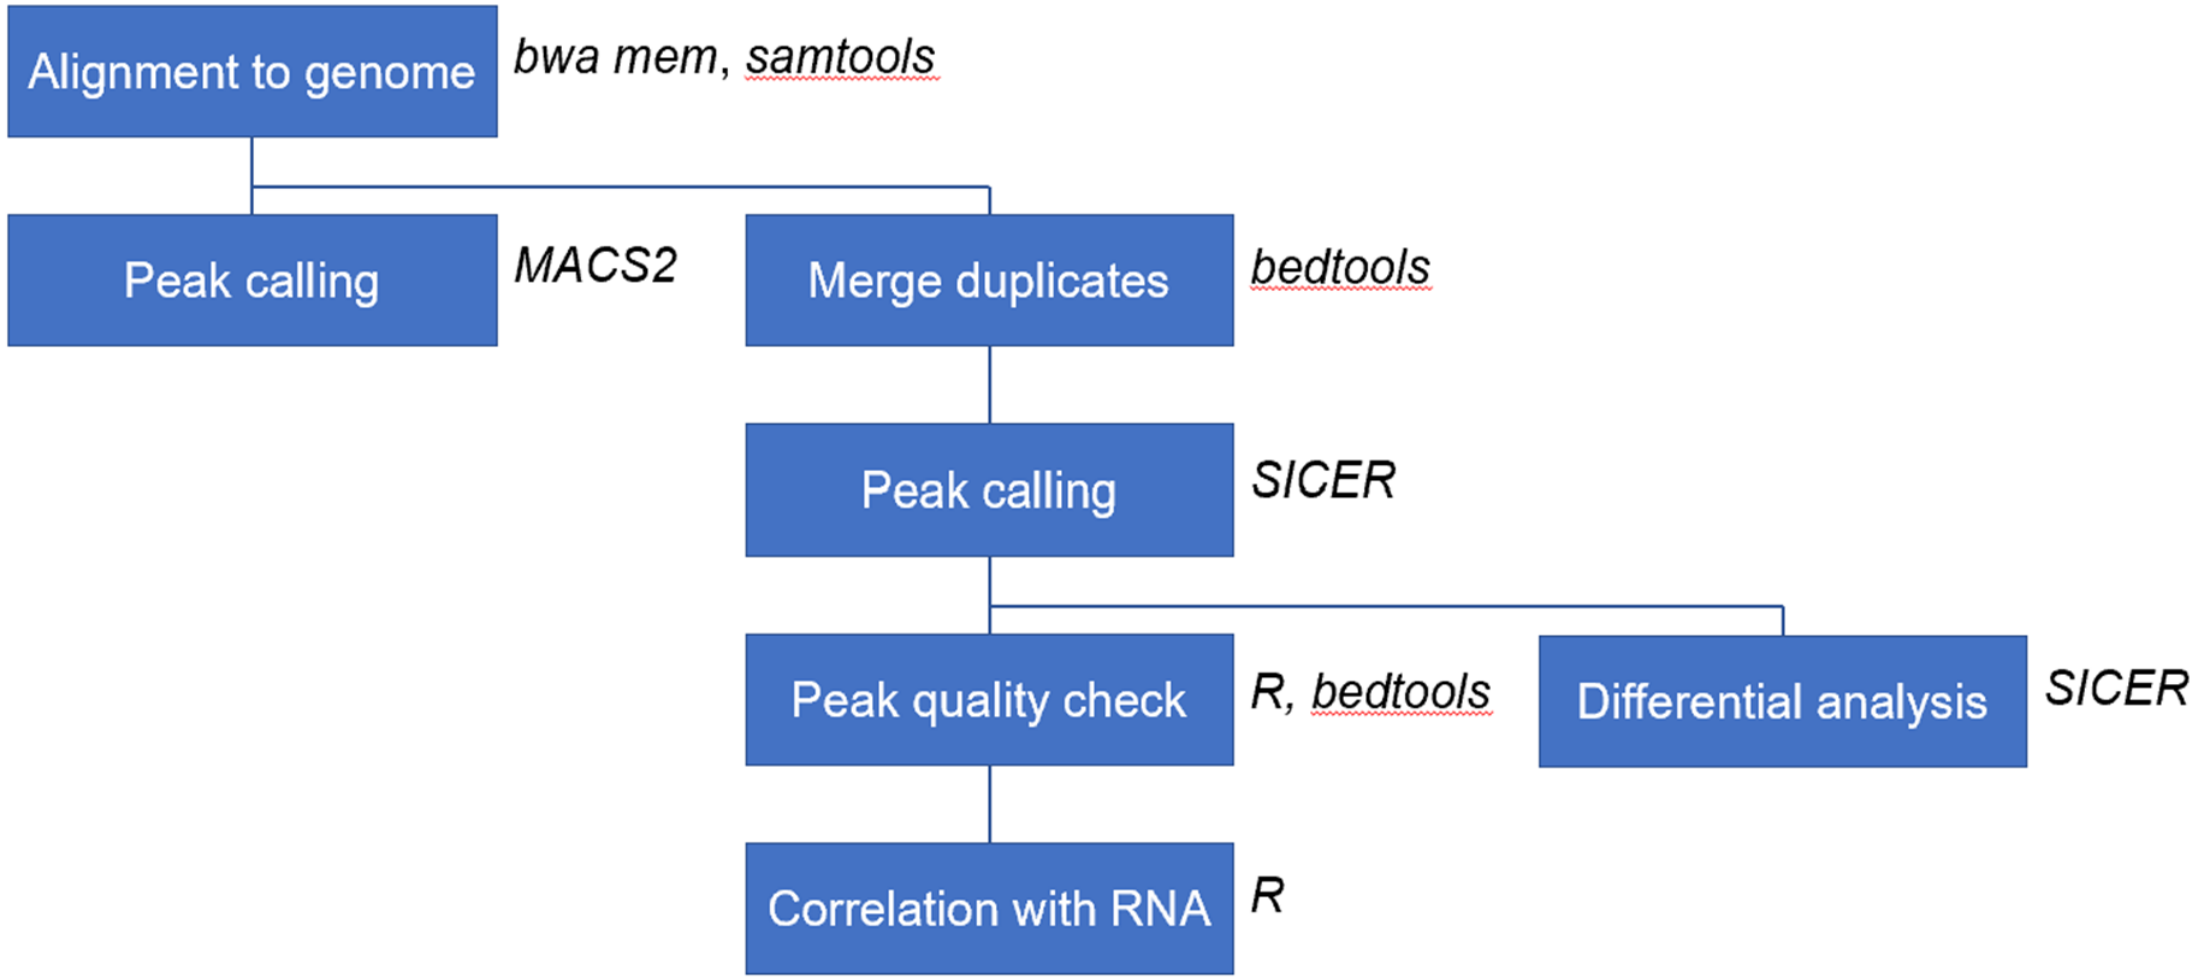 Alignment to genome
bwa mem, samtools
Peak calling
MACS2
Merge duplicates
bedtools
Peak calling
SICER
Peak quality check
R, bedtools
Differential analysis
SICER
Correlation with RNA
R